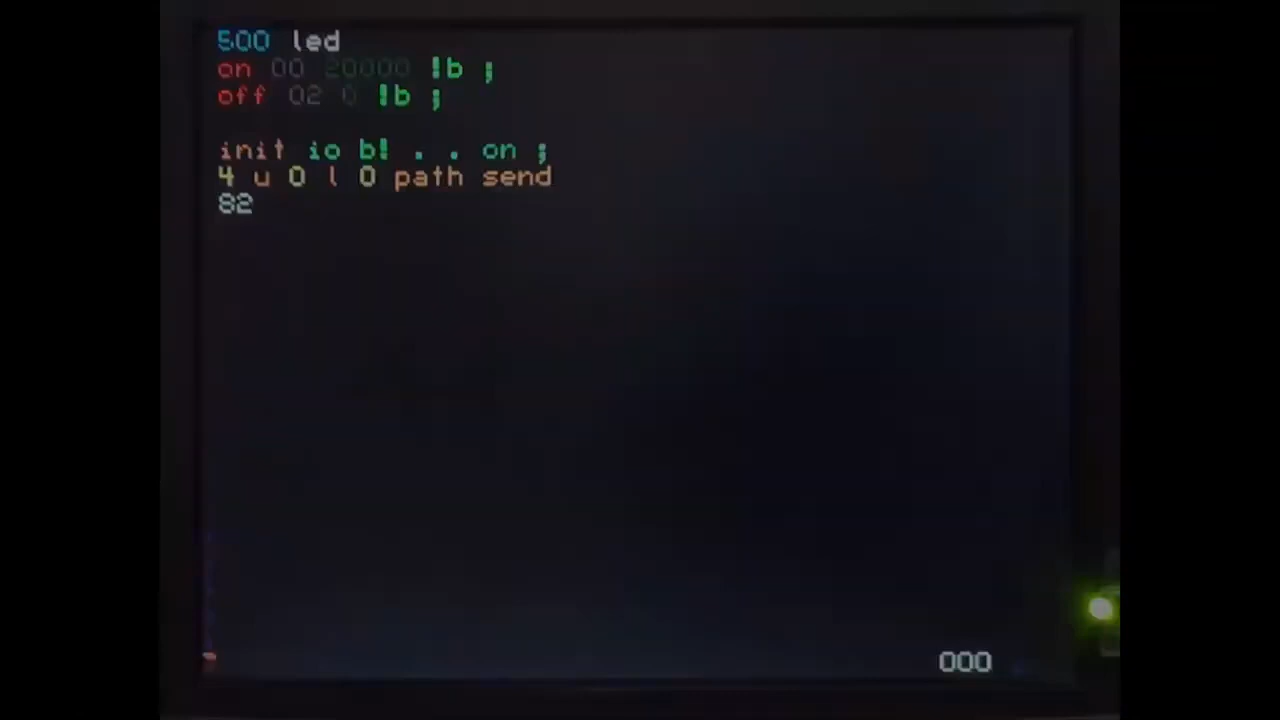 500 led
on 00 20000 !b ;
off 02 0 !b ;
init io b! . . on ;
4 u 0 l 0 path send
82
000